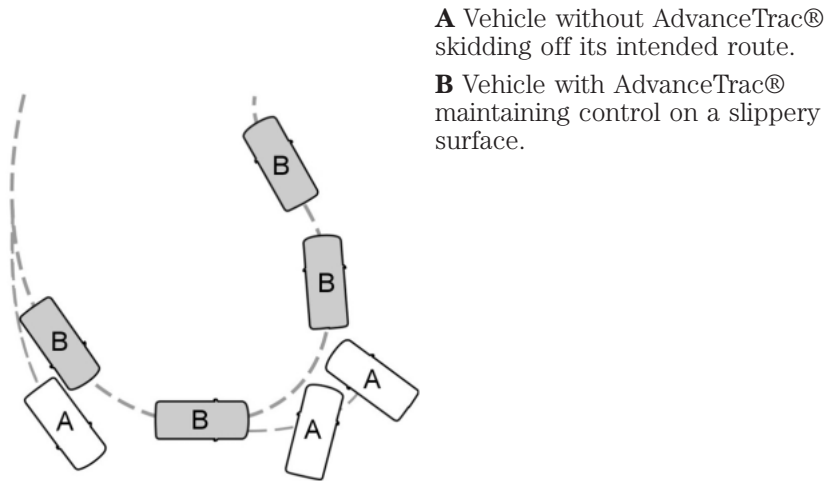 A Vehicle without AdvanceTrac®
skidding off its intended route.
B Vehicle with AdvanceTrac®
maintaining control on a slippery
surface.
B
B
B
A
B
A
A